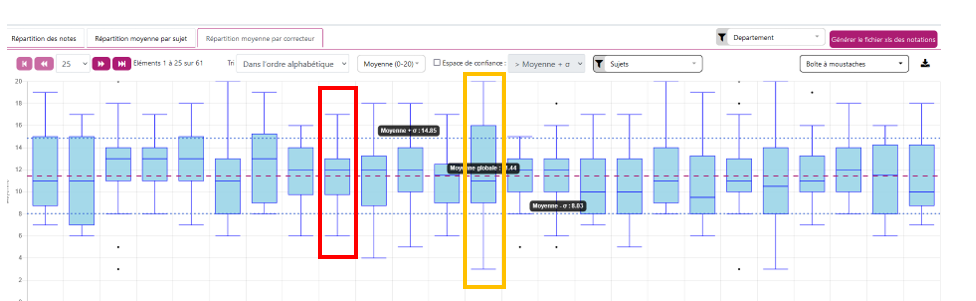 Répartition des notes
Répartition moyenne par sujet
Répartition moyenne par correcteur
Departement
Générer le fichier xls des notations
25
Eléments 1 à 25 sur 61
Tri
Dans l'ordre alphabétique
Moyenne (0-20)
Espace de confiance :
> Moyenne + σ
Sujets
Boîte à moustaches
20
18
16
14
12
10
8
6
4
2
0
Moyenne + σ : 14.85
Moyenne globale : 11.44
Moyenne - σ : 8.03